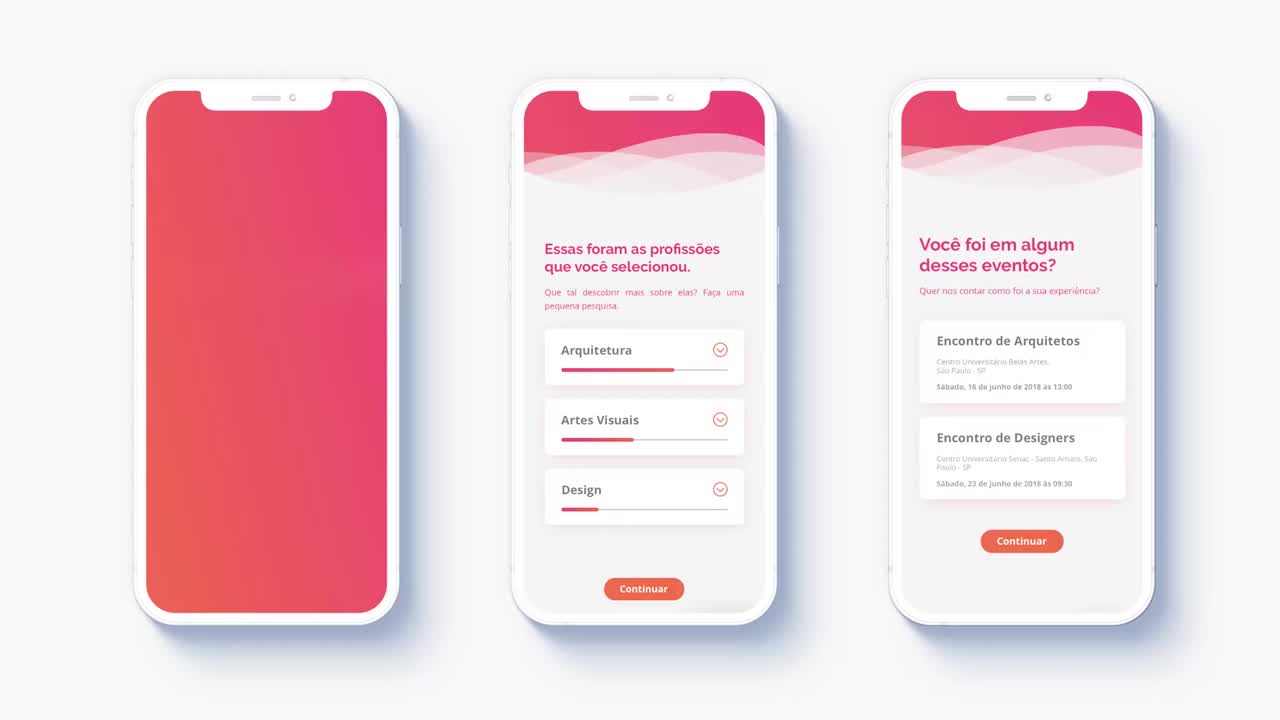 Essas foram as profissões
que você selecionou.
Que tal descobrir mais sobre elas? Faça uma
pequena pesquisa.
Arquitetura
Artes Visuais
Design
Continuar
Você foi em algum
desses eventos?
Quer nos contar como foi a sua experiência?
Encontro de Arquitetos
Centro Universitário Belas Artes,
São Paulo - SP
Sábado, 16 de junho de 2018 às 13:00
Encontro de Designers
Centro Universitário Senac - Santo Amaro, São
Paulo - SP
Sábado, 23 de junho de 2018 às 09:30
Continuar